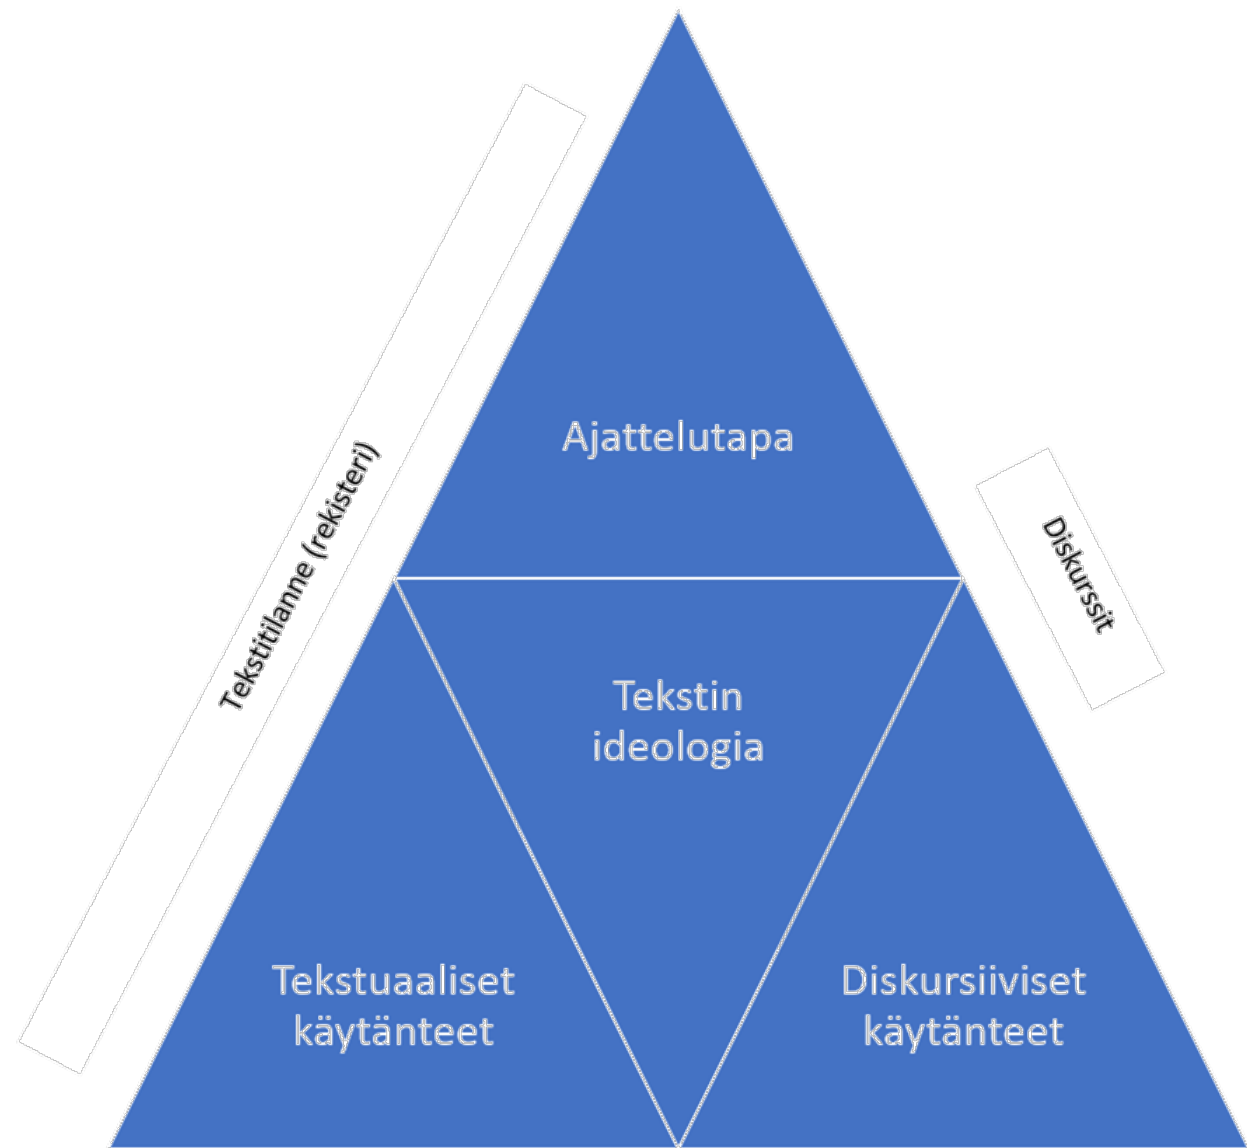 Ajattelutapa
Tekstitilanne (rekisteri)
Diskurssit
Tekstin
ideologia
Tekstuaaliset
käytänteet
Diskursiiviset
käytänteet